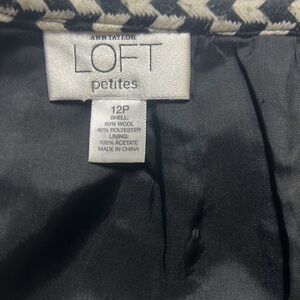 ANN TAYLOR
LOFT
petites
12P
SHELL:
60% WOOL
40% POLYESTER
LINING:
100% ACETATE
MADE IN CHINA